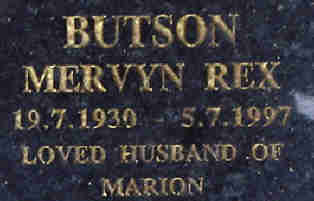 BUTSON
MERVYN REX
19.7.1930 - 5.7.1997
LOVED HUSBAND OF
MARION